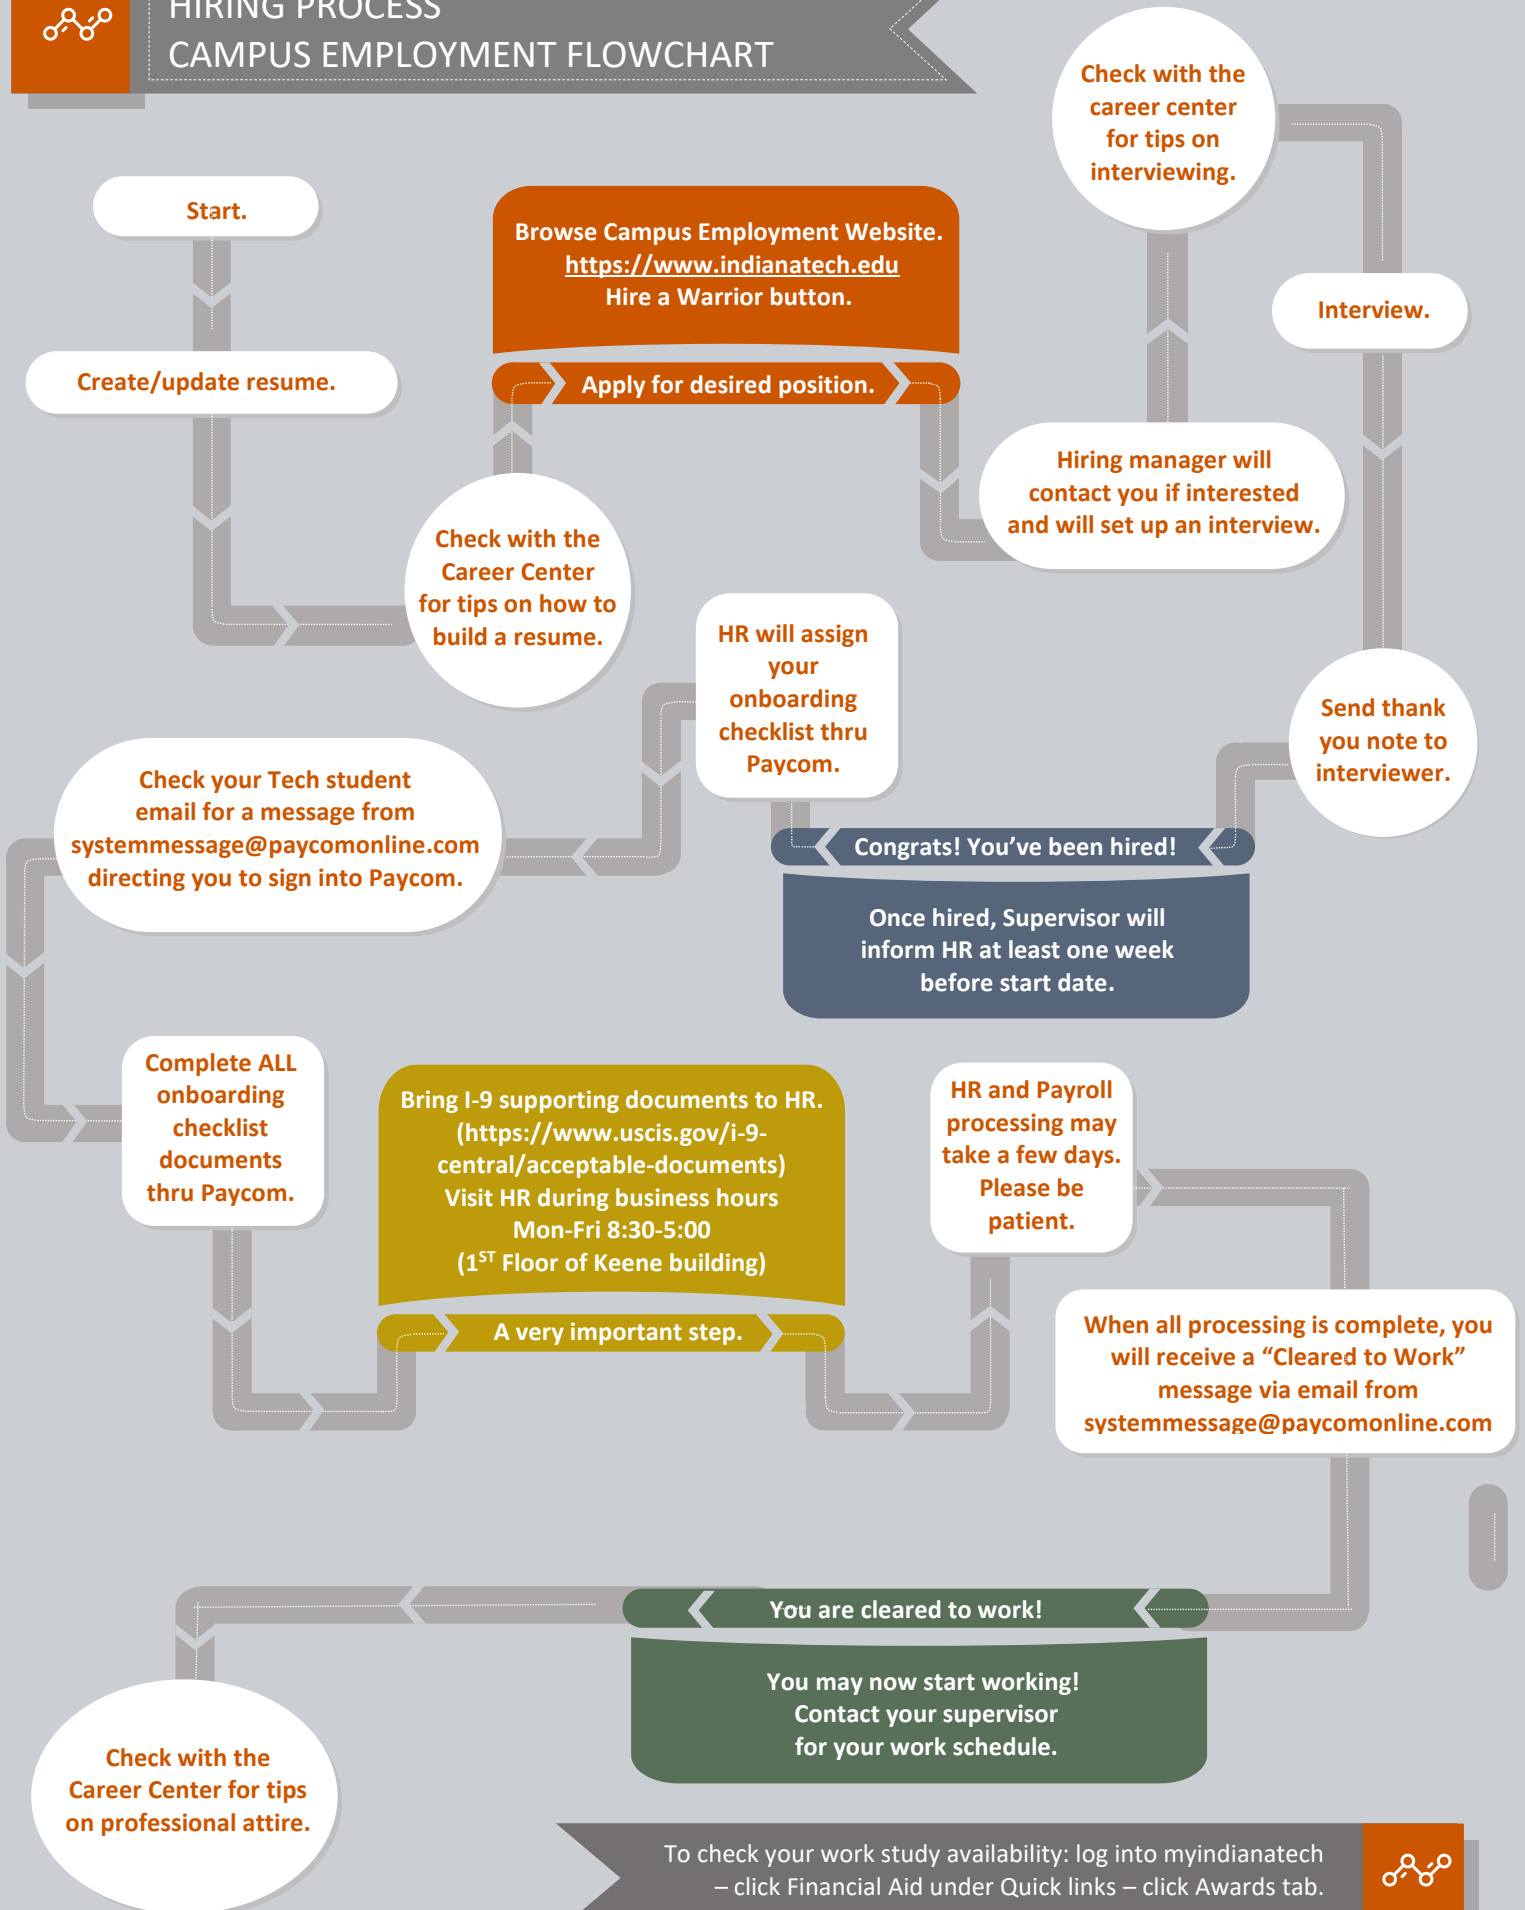 HIRING PROCESS
CAMPUS EMPLOYMENT FLOWCHART
Start.
Create/update resume.
Check with the
Career Center
for tips on how to
build a resume.
Browse Campus Employment Website.
https://www.indianatech.edu
Hire a Warrior button.
Apply for desired position.
Hiring manager will
contact you if interested
and will set up an interview.
Check with the
career center
for tips on
interviewing.
Interview.
Send thank
you note to
interviewer.
Congrats! You’ve been hired!
Once hired, Supervisor will
inform HR at least one week
before start date.
HR will assign
your
onboarding
checklist thru
Paycom.
Check your Tech student
email for a message from
systemmessage@paycomonline.com
directing you to sign into Paycom.
Complete ALL
onboarding
checklist
documents
thru Paycom.
Bring I-9 supporting documents to HR.
(https://www.uscis.gov/i-9-
central/acceptable-documents)
Visit HR during business hours
Mon-Fri 8:30-5:00
(1ST Floor of Keene building)
A very important step.
HR and Payroll
processing may
take a few days.
Please be
patient.
When all processing is complete, you
will receive a “Cleared to Work”
message via email from
systemmessage@paycomonline.com
You are cleared to work!
You may now start working!
Contact your supervisor
for your work schedule.
Check with the
Career Center for tips
on professional attire.
To check your work study availability: log into myindianatech
– click Financial Aid under Quick links – click Awards tab.